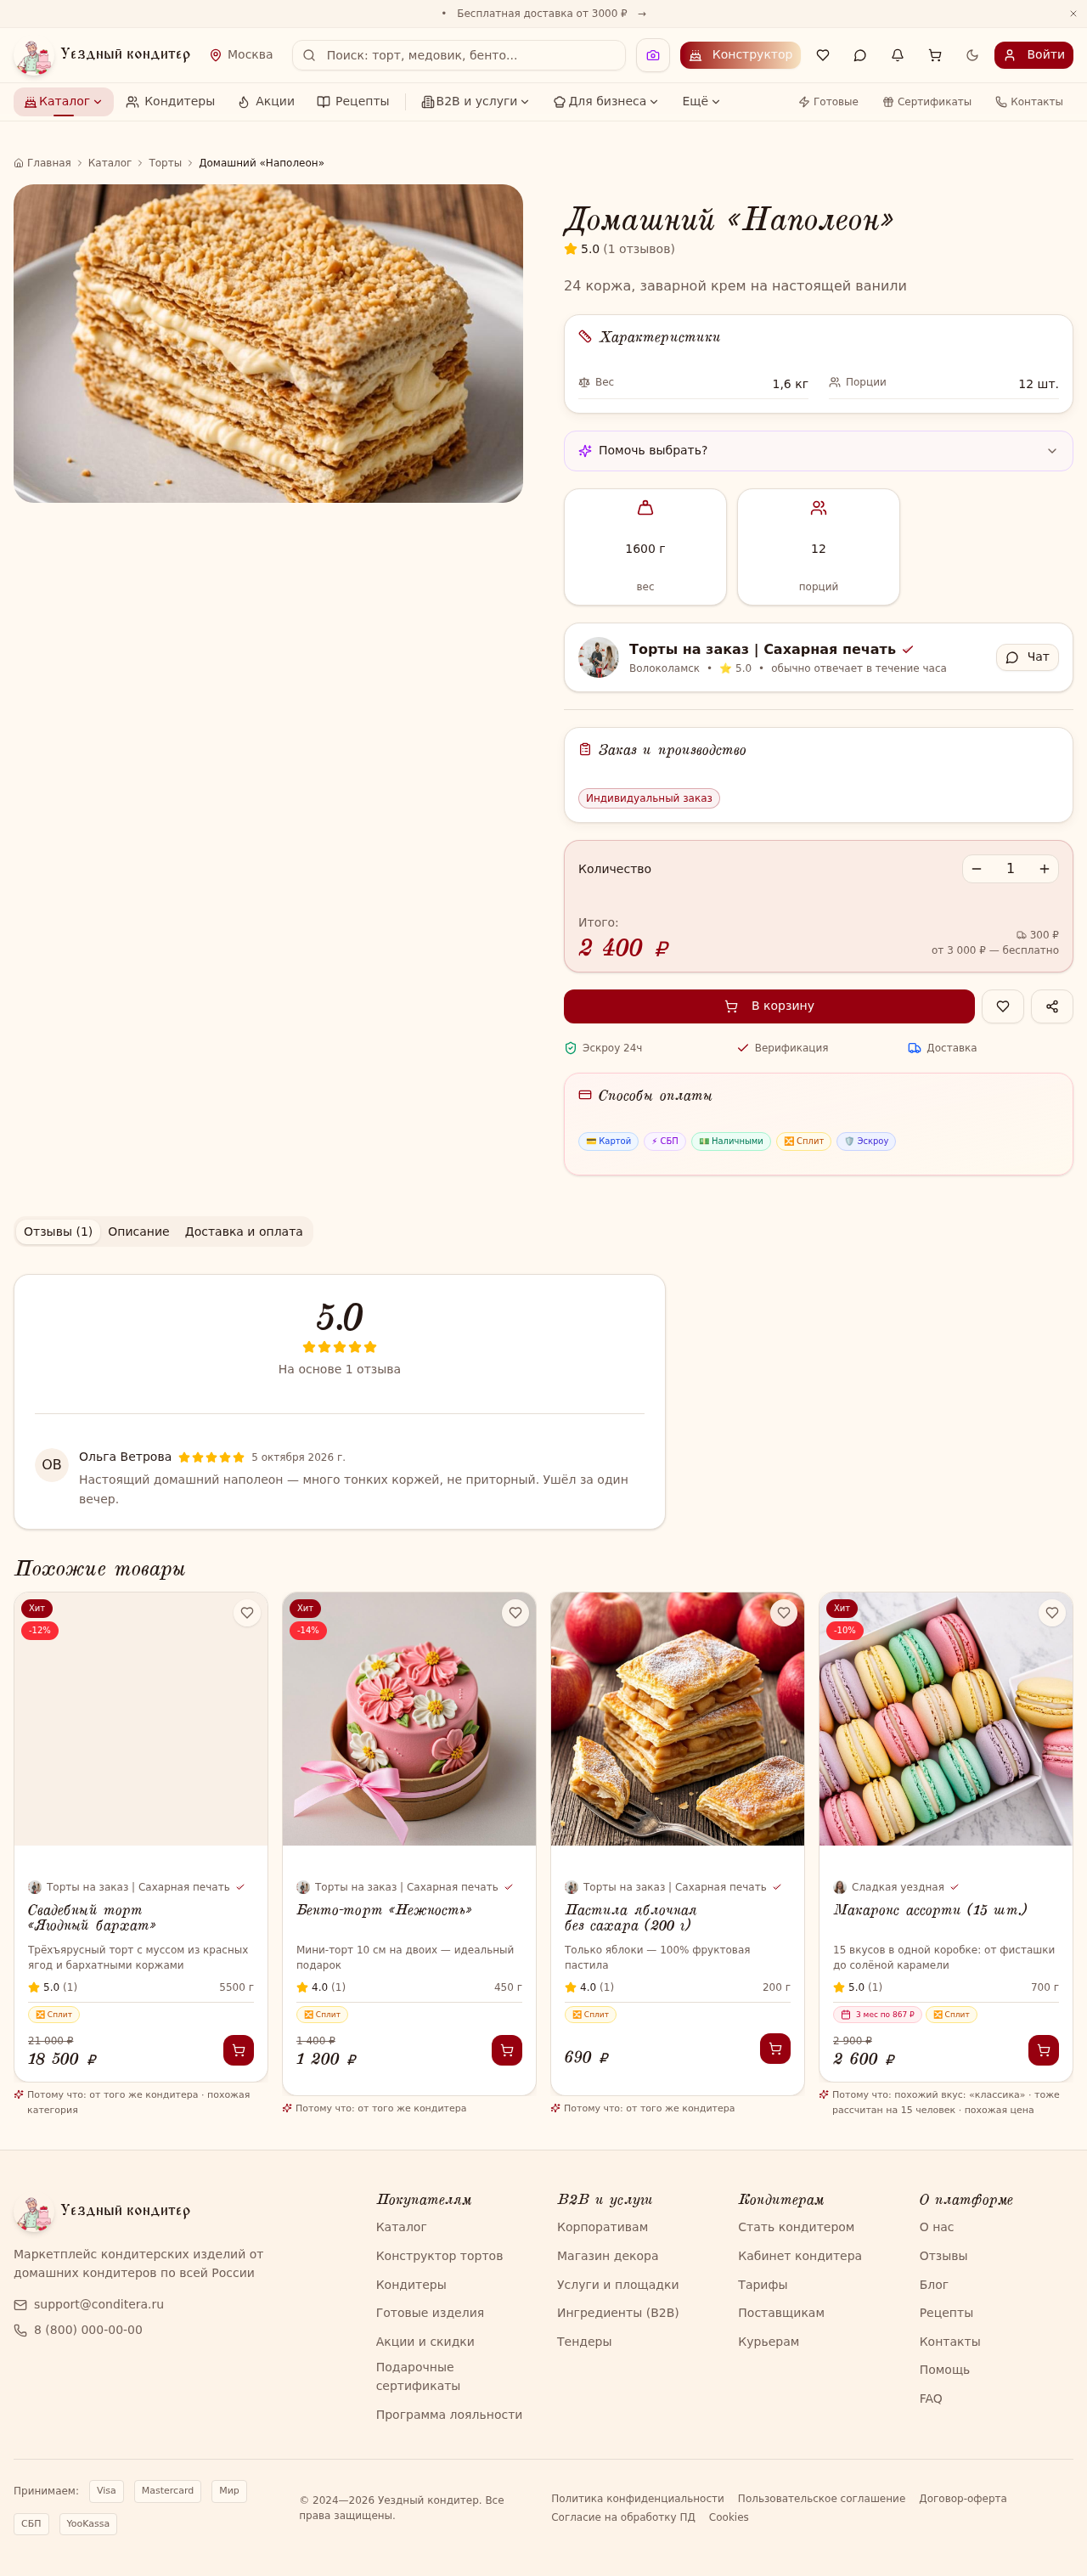 • Бесплатная доставка от 3000 ₽ →
Уездный кондитер
Москва
Поиск: торт, медовик, бенто…
Конструктор
Войти
Каталог
Кондитеры
Акции
Рецепты
B2B и услуги
Для бизнеса
Ещё
Готовые
Сертификаты
Контакты
Главная
Каталог
Торты
Домашний «Наполеон»
Домашний «Наполеон»
5.0 (1 отзывов)
24 коржа, заварной крем на настоящей ванили
Характеристики
Вес
1,6 кг
Порции
12 шт.
Помочь выбрать?
1600 г
вес
12
порций
Торты на заказ | Сахарная печать
Волоколамск • ⭐ 5.0 • обычно отвечает в течение часа
Чат
Заказ и производство
Индивидуальный заказ
Количество
1
Итого:
2 400 ₽
300 ₽
от 3 000 ₽ — бесплатно
В корзину
Эскроу 24ч
Верификация
Доставка
Способы оплаты
💳 Картой
⚡ СБП
💵 Наличными
🔀 Сплит
🛡️ Эскроу
Отзывы (1)
Описание
Доставка и оплата
5.0
На основе 1 отзыва
ОВ
Ольга Ветрова
5 октября 2026 г.
Настоящий домашний наполеон — много тонких коржей, не приторный. Ушёл за один
вечер.
Похожие товары
Хит
-12%
Торты на заказ | Сахарная печать
Свадебный торт
«Ягодный бархат»
Трёхъярусный торт с муссом из красных
ягод и бархатными коржами
5.0 (1)
5500 г
🔀 Сплит
21 000 ₽
18 500 ₽
Потому что: от того же кондитера · похожая
категория
Хит
-14%
Торты на заказ | Сахарная печать
Бенто-торт «Нежность»
Мини-торт 10 см на двоих — идеальный
подарок
4.0 (1)
450 г
🔀 Сплит
1 400 ₽
1 200 ₽
Потому что: от того же кондитера
Торты на заказ | Сахарная печать
Пастила яблочная
без сахара (200 г)
Только яблоки — 100% фруктовая
пастила
4.0 (1)
200 г
🔀 Сплит
690 ₽
Потому что: от того же кондитера
Хит
-10%
Сладкая уездная
Макаронс ассорти (15 шт.)
15 вкусов в одной коробке: от фисташки
до солёной карамели
5.0 (1)
700 г
3 мес по 867 ₽
🔀 Сплит
2 900 ₽
2 600 ₽
Потому что: похожий вкус: «классика» · тоже
рассчитан на 15 человек · похожая цена
Уездный кондитер
Маркетплейс кондитерских изделий от
домашних кондитеров по всей России
support@conditera.ru
8 (800) 000-00-00
Покупателям
Каталог
Конструктор тортов
Кондитеры
Готовые изделия
Акции и скидки
Подарочные
сертификаты
Программа лояльности
B2B и услуги
Корпоративам
Магазин декора
Услуги и площадки
Ингредиенты (B2B)
Тендеры
Кондитерам
Стать кондитером
Кабинет кондитера
Тарифы
Поставщикам
Курьерам
О платформе
О нас
Отзывы
Блог
Рецепты
Контакты
Помощь
FAQ
Принимаем:
Visa
Mastercard
Мир
СБП
YooKassa
© 2024—2026 Уездный кондитер. Все
права защищены.
Политика конфиденциальности
Пользовательское соглашение
Договор-оферта
Согласие на обработку ПД
Cookies